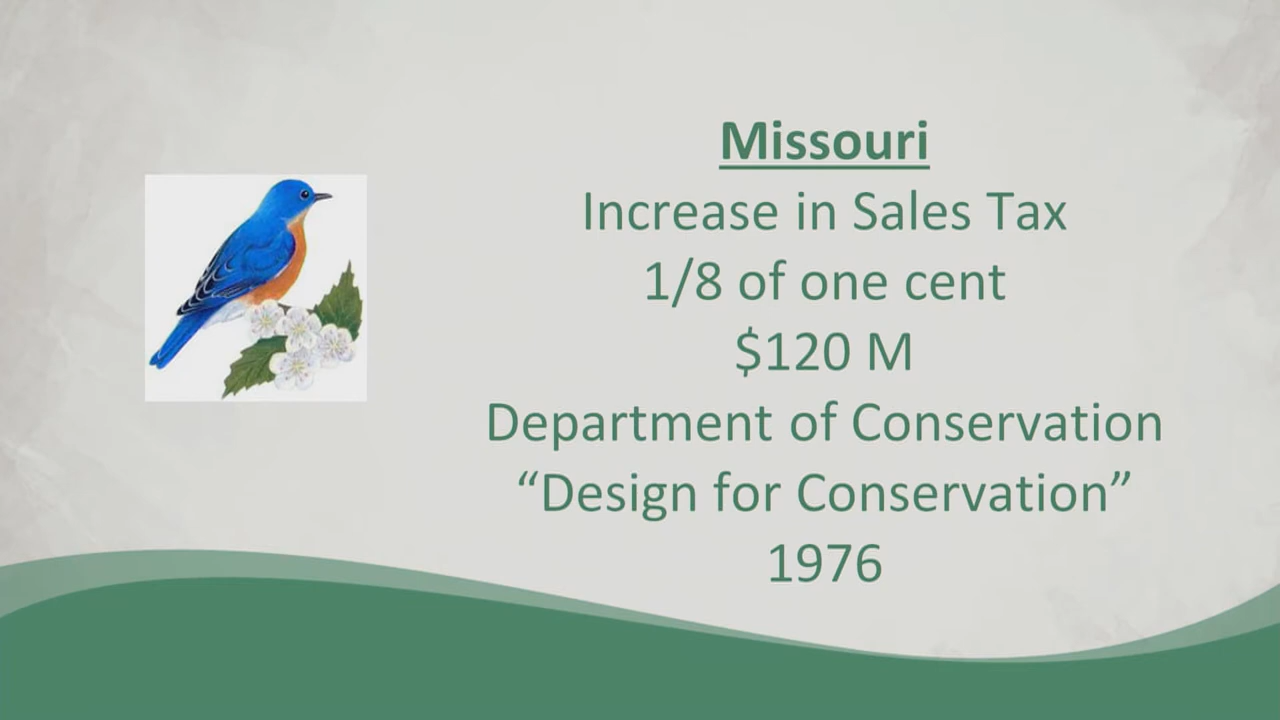 Missouri
Increase in Sales Tax
1/8 of one cent
$120 M
Department of Conservation
“Design for Conservation”
1976